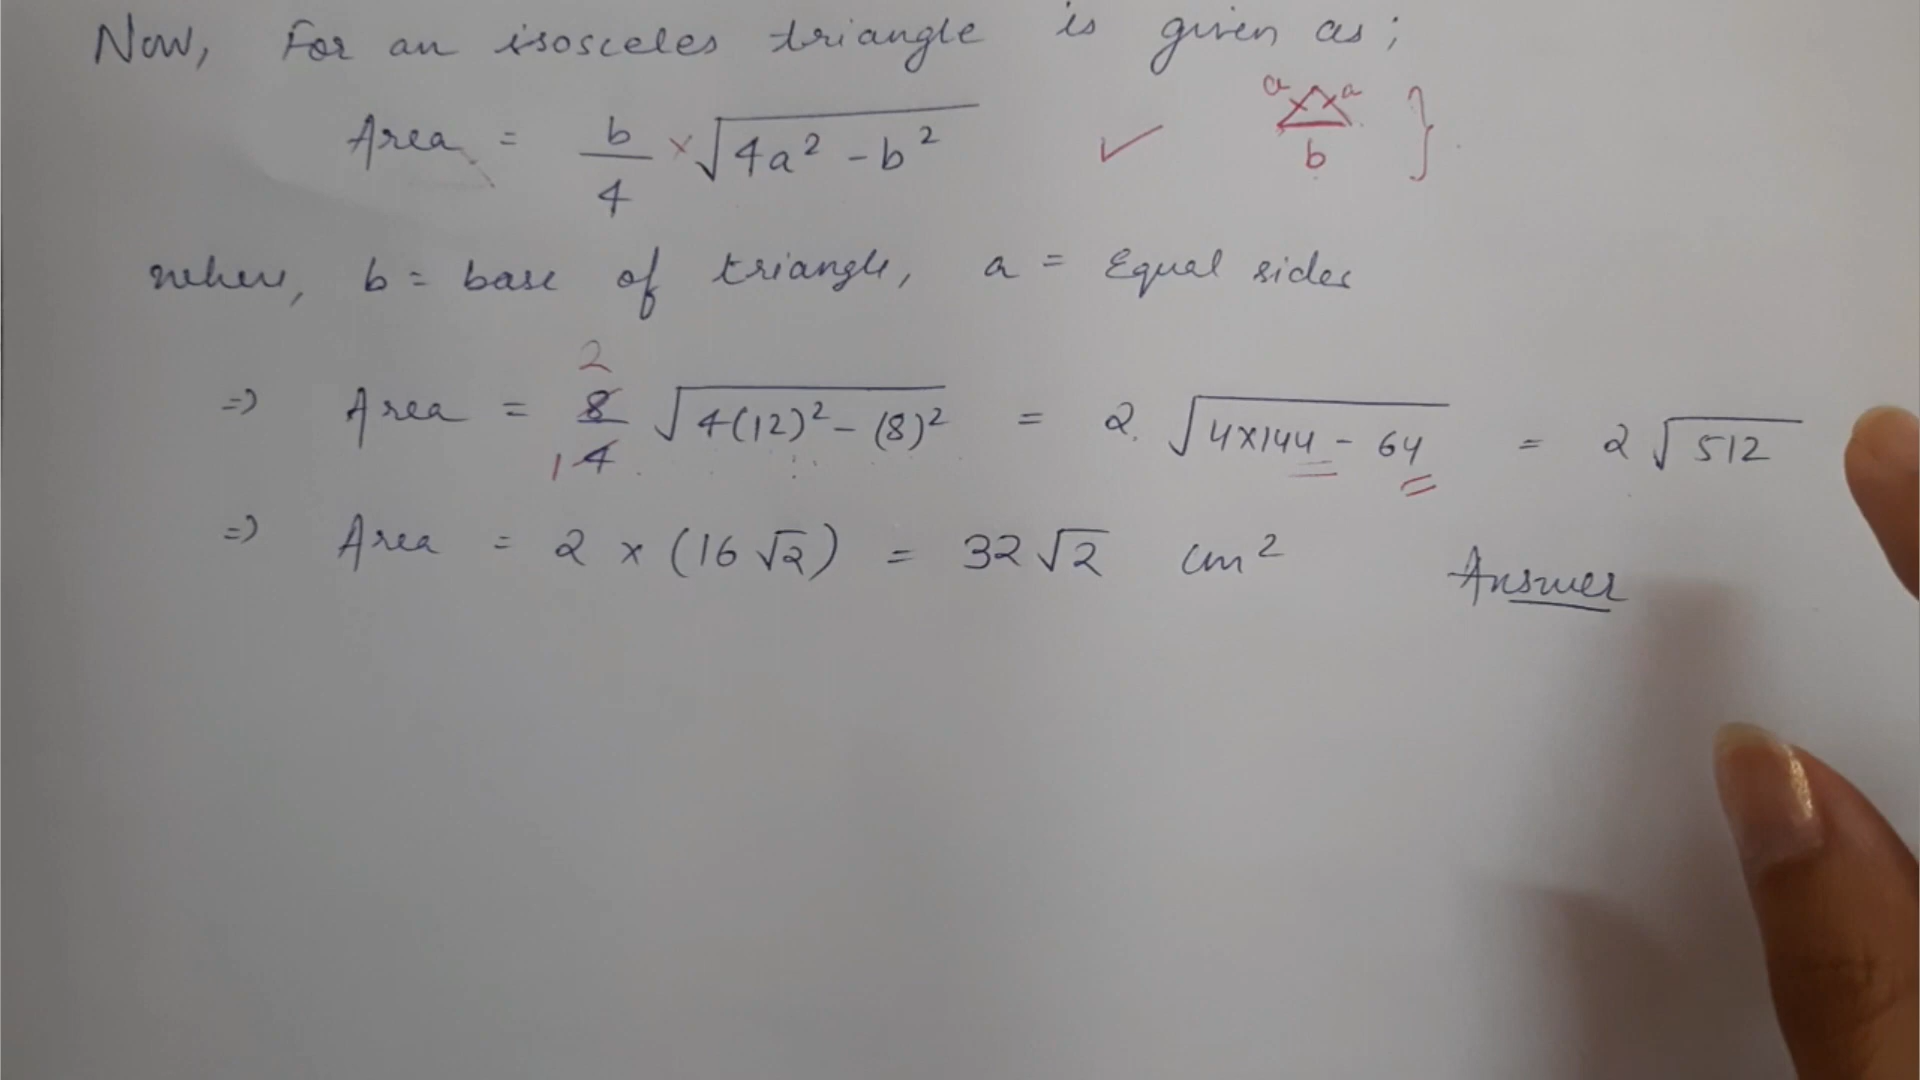 Now, For an isosceles triangle is given as;
a a
Area = b/4 × √(4a² - b²) ✓ }
b
where, b = base of triangle, a = Equal sides
2
⇒ Area = 8/4 √(4(12)² - (8)²) = 2. √(4×144 - 64) = 2 √512
1
⇒ Area = 2 × (16 √2) = 32 √2 cm² Answer